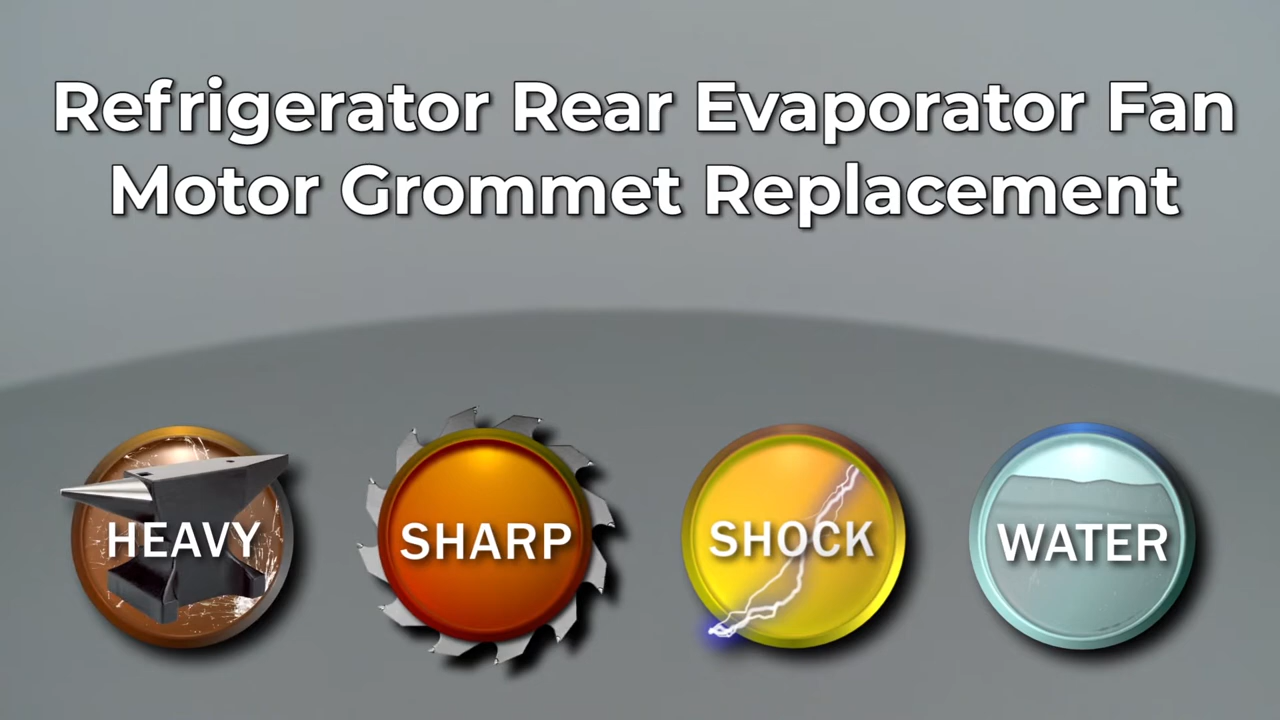 Refrigerator Rear Evaporator Fan
Motor Grommet Replacement
HEAVY
SHARP
SHOCK
WATER